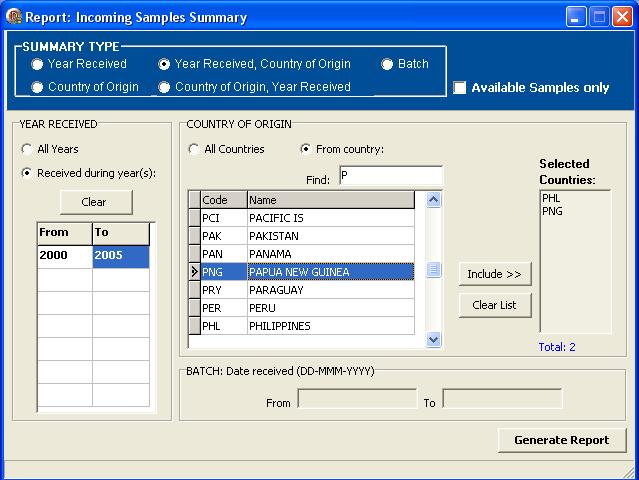 Report: Incoming Samples Summary
SUMMARY TYPE
Year Received
Year Received, Country of Origin
Batch
Country of Origin
Country of Origin, Year Received
Available Samples only
YEAR RECEIVED
All Years
Received during year(s):
Clear
From To
2000 2005
COUNTRY OF ORIGIN
All Countries
From country:
Find: P
Code Name
PCI PACIFIC IS
PAK PAKISTAN
PAN PANAMA
PNG PAPUA NEW GUINEA
PRY PARAGUAY
PER PERU
PHL PHILIPPINES
Include >>
Clear List
Selected
Countries:
PHL
PNG
Total: 2
BATCH: Date received (DD-MMM-YYYY)
From To
Generate Report